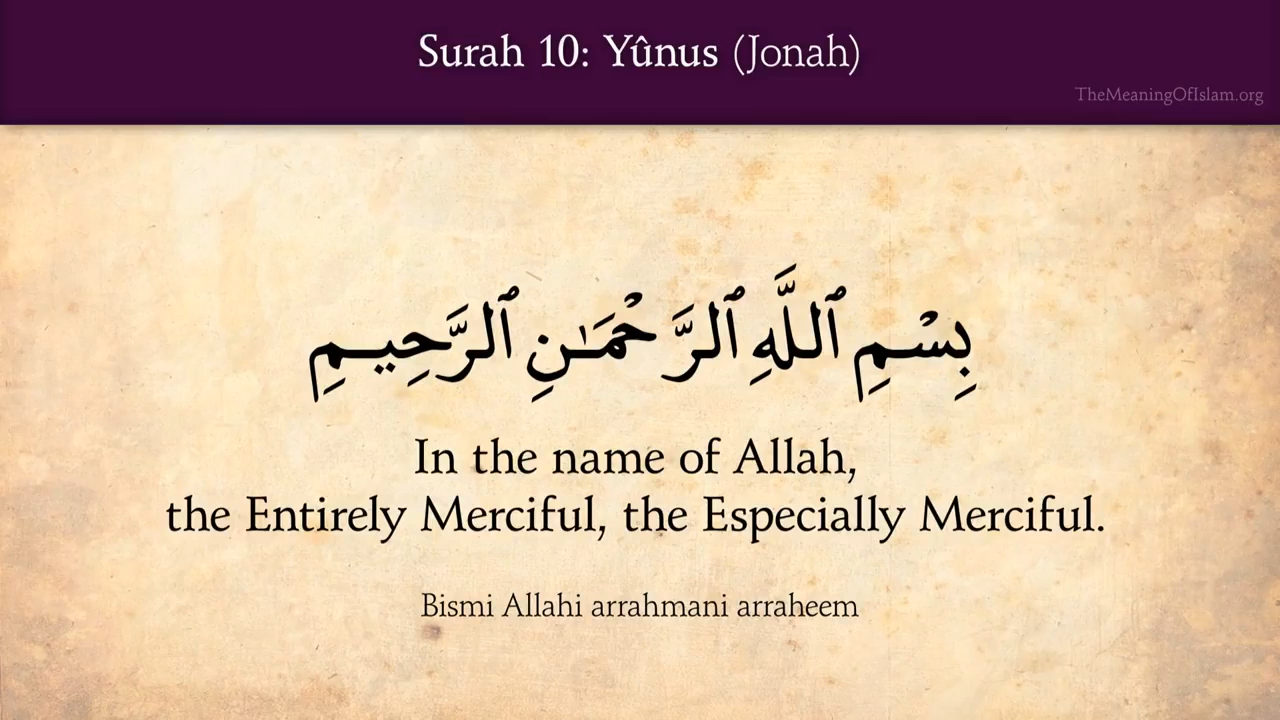 Surah 10: Yûnus (Jonah)
TheMeaningOfIslam.org
بِسْمِ ٱللَّهِ ٱلرَّحْمَـٰنِ ٱلرَّحِيمِ
In the name of Allah,
the Entirely Merciful, the Especially Merciful.
Bismi Allahi arrahmani arraheem